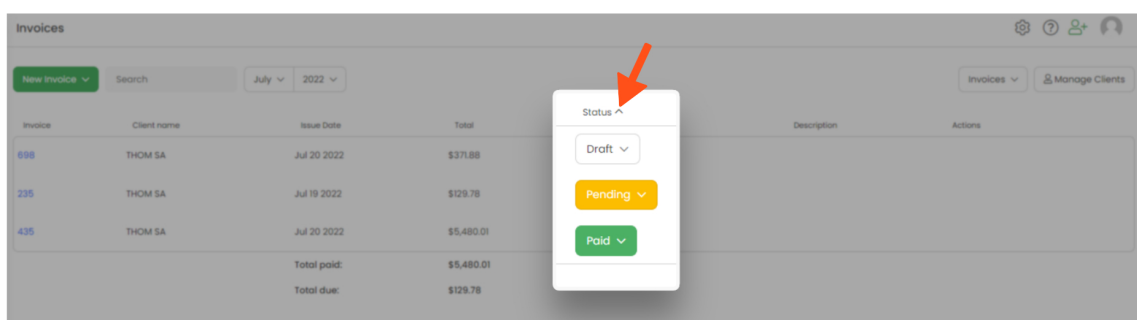 Invoices
New Invoice Search July 2022 Invoices Manage Clients
Invoice Client name Issue Date Total Status Description Actions
698 THOM SA Jul 20 2022 $371.88 Draft
235 THOM SA Jul 19 2022 $129.78 Pending
435 THOM SA Jul 20 2022 $5,480.01 Paid
Total paid: $5,480.01
Total due: $129.78